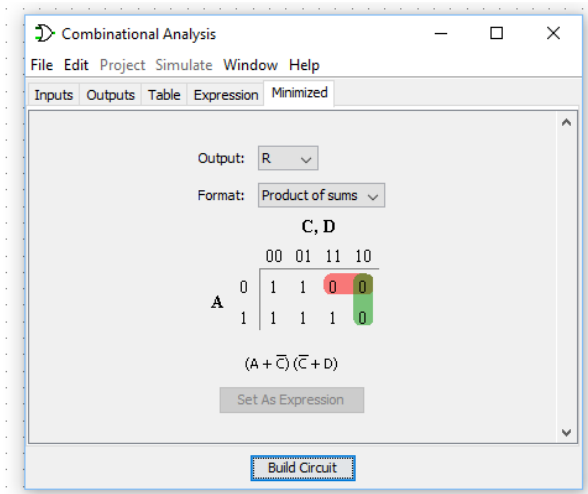 Combinational Analysis
File Edit Project Simulate Window Help
Inputs Outputs Table Expression Minimized
Output: R
Format: Product of sums
C, D
00 01 11 10
0 1 1 0 0
A
1 1 1 1 0
(A + C̅) (C̅ + D)
Set As Expression
Build Circuit